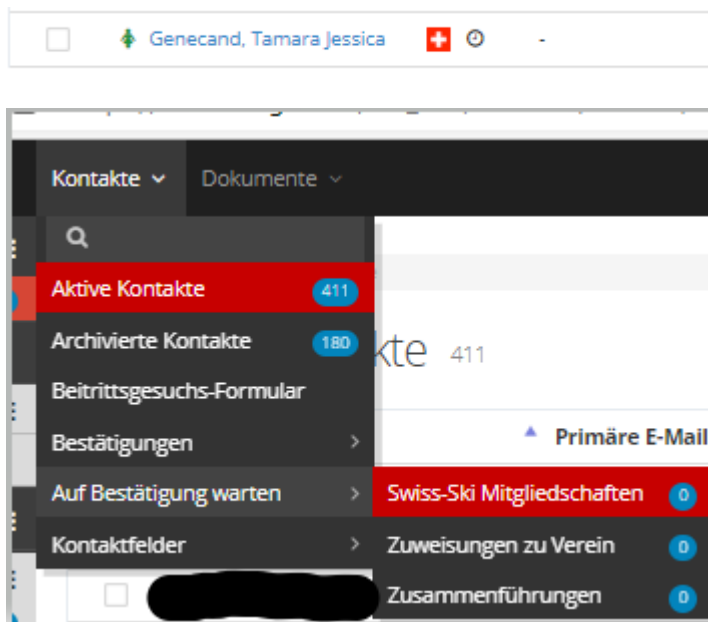 Genecand, Tamara Jessica -
Kontakte Dokumente
Aktive Kontakte 411
Archivierte Kontakte 180
kte 411
Beitrittsgesuchs-Formular
Bestätigungen
Primäre E-Mail
Auf Bestätigung warten
Swiss-Ski Mitgliedschaften 0
Kontaktfelder
Zuweisungen zu Verein 0
Zusammenführungen 0